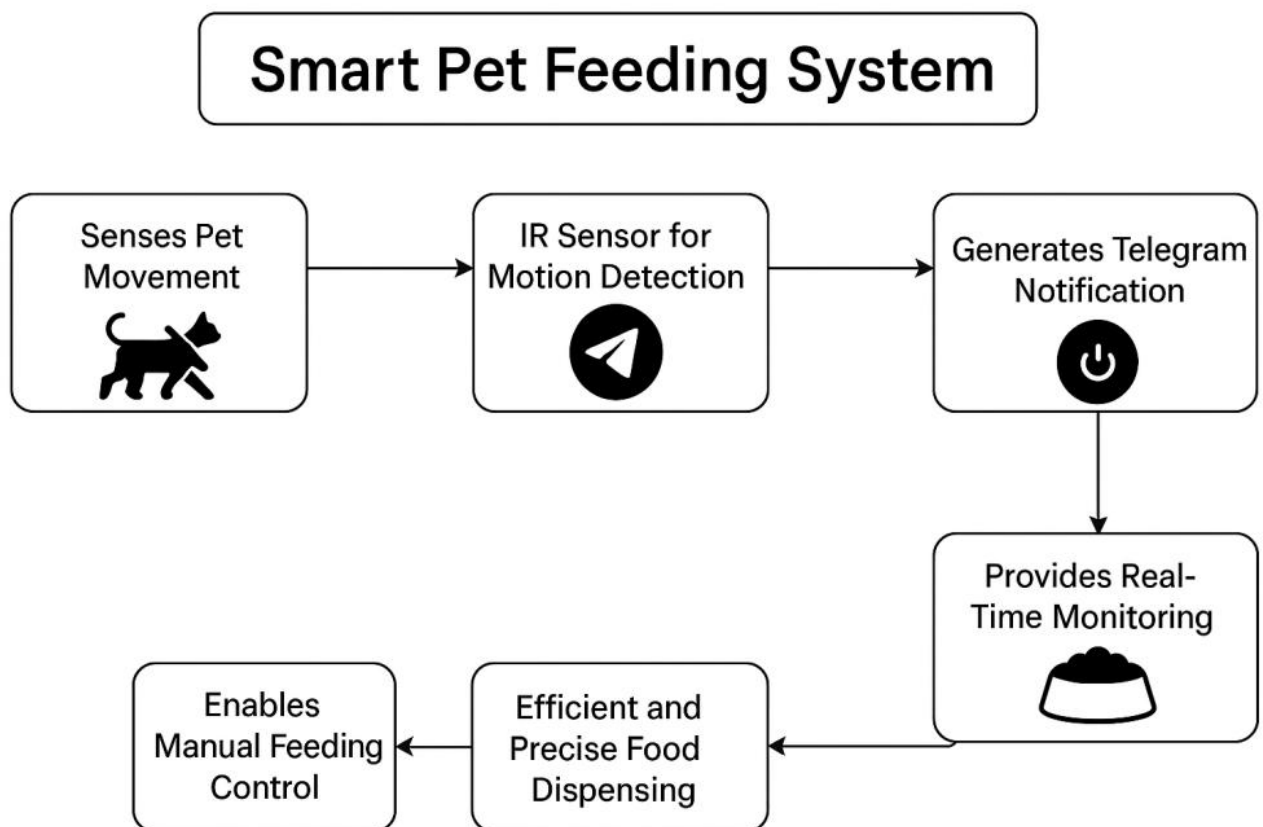 Smart Pet Feeding System
Senses Pet
Movement
IR Sensor for
Motion Detection
Generates Telegram
Notification
Provides Real-
Time Monitoring
Efficient and
Precise Food
Dispensing
Enables
Manual Feeding
Control